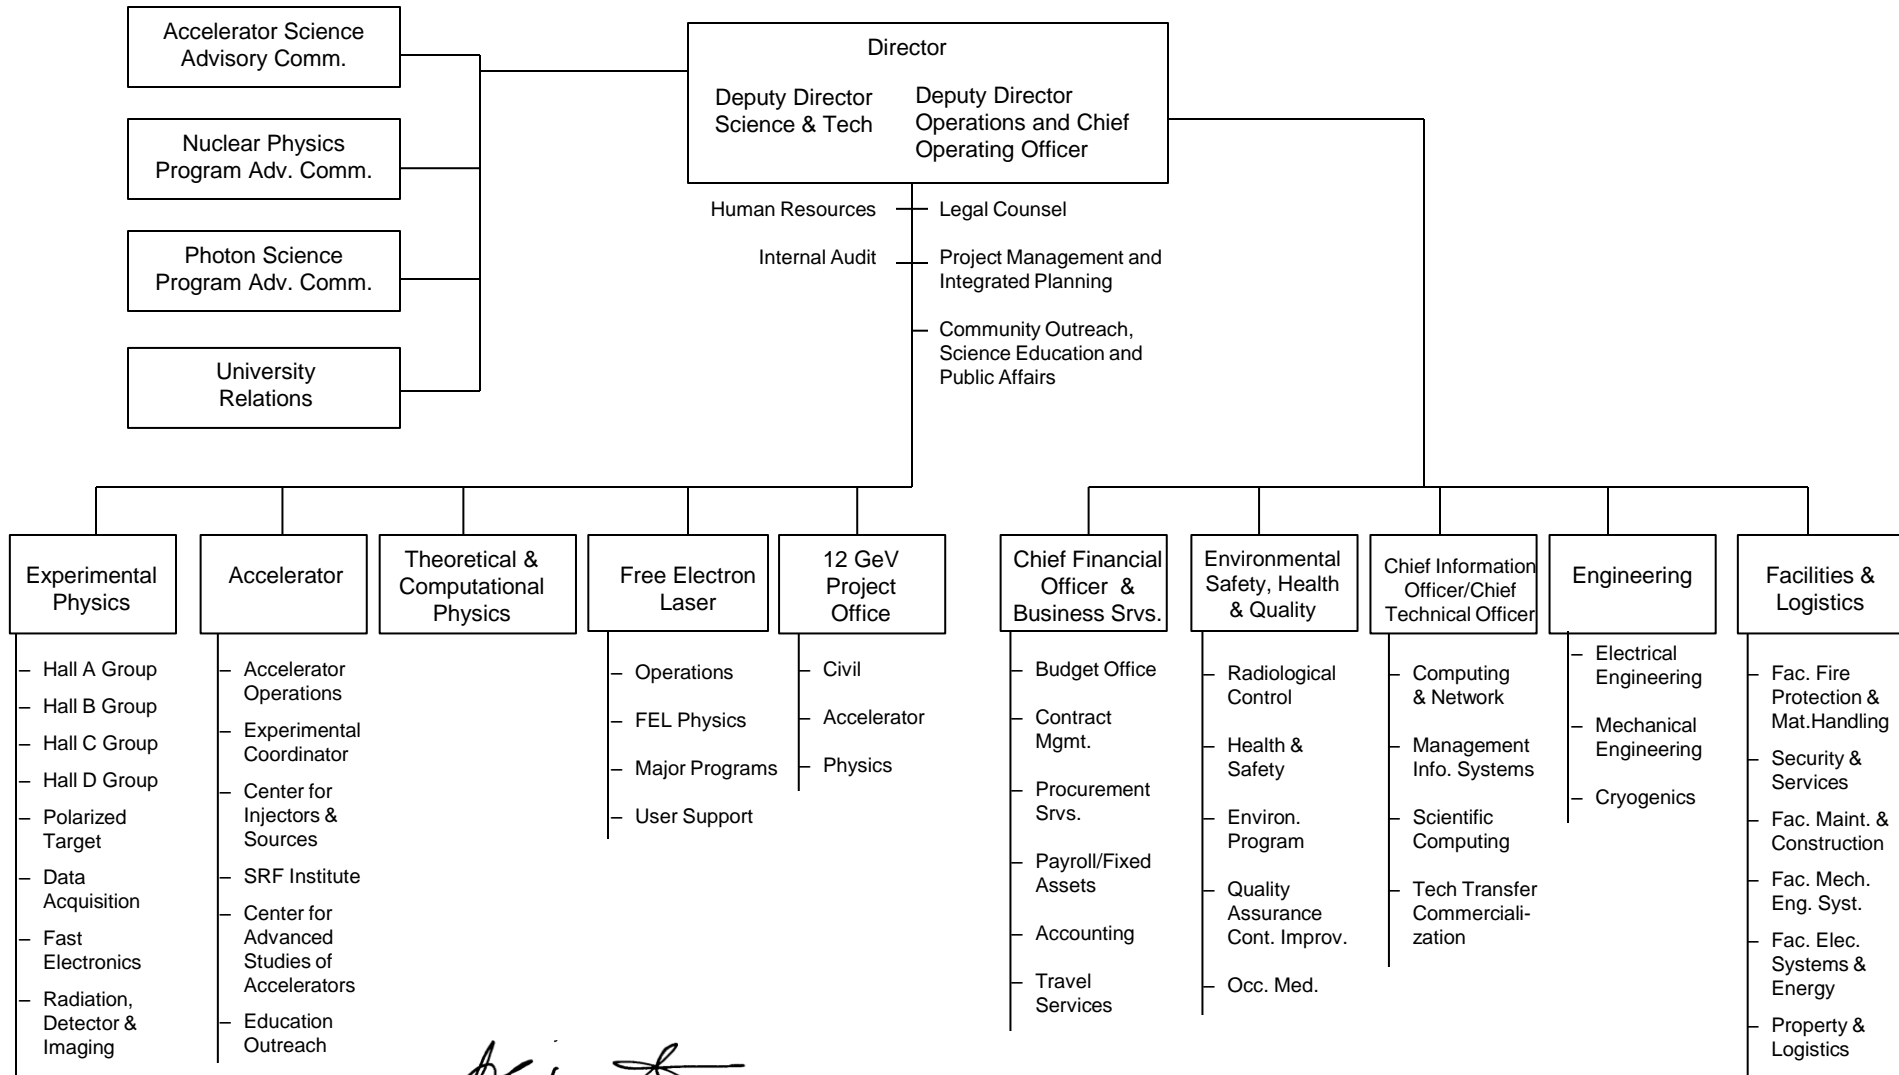 Accelerator Science
Advisory Comm.
Nuclear Physics
Program Adv. Comm.
Photon Science
Program Adv. Comm.
University
Relations
Director
Deputy Director
Science & Tech
Deputy Director
Operations and Chief
Operating Officer
Human Resources
Legal Counsel
Internal Audit
Project Management and
Integrated Planning
Community Outreach,
Science Education and
Public Affairs
Experimental
Physics
Hall A Group
Hall B Group
Hall C Group
Hall D Group
Polarized
Target
Data
Acquisition
Fast
Electronics
Radiation,
Detector &
Imaging
Accelerator
Accelerator
Operations
Experimental
Coordinator
Center for
Injectors &
Sources
SRF Institute
Center for
Advanced
Studies of
Accelerators
Education
Outreach
Theoretical &
Computational
Physics
Free Electron
Laser
Operations
FEL Physics
Major Programs
User Support
12 GeV
Project
Office
Civil
Accelerator
Physics
Chief Financial
Officer &
Business Srvs.
Budget Office
Contract
Mgmt.
Procurement
Srvs.
Payroll/Fixed
Assets
Accounting
Travel
Services
Environmental
Safety, Health
& Quality
Radiological
Control
Health &
Safety
Environ.
Program
Quality
Assurance
Cont. Improv.
Occ. Med.
Chief Information
Officer/Chief
Technical Officer
Computing
& Network
Management
Info. Systems
Scientific
Computing
Tech Transfer
Commerciali-
zation
Engineering
Electrical
Engineering
Mechanical
Engineering
Cryogenics
Facilities &
Logistics
Fac. Fire
Protection &
Mat.Handling
Security &
Services
Fac. Maint. &
Construction
Fac. Mech.
Eng. Syst.
Fac. Elec.
Systems &
Energy
Property &
Logistics